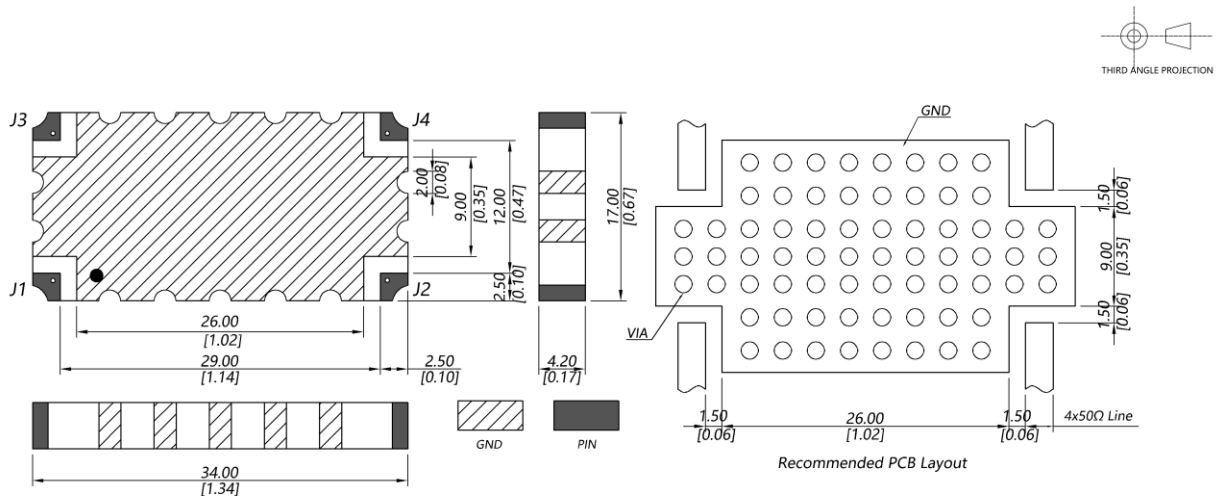 THIRD ANGLE PROJECTION
J3
J4
J1
J2
2.00
[0.08]
9.00
[0.35]
12.00
[0.47]
2.50
[0.10]
26.00
[1.02]
29.00
[1.14]
2.50
[0.10]
17.00
[0.67]
4.20
[0.17]
34.00
[1.34]
GND
PIN
GND
VIA
1.50
[0.06]
9.00
[0.35]
1.50
[0.06]
1.50
[0.06]
26.00
[1.02]
1.50
[0.06]
4x50Ω Line
Recommended PCB Layout